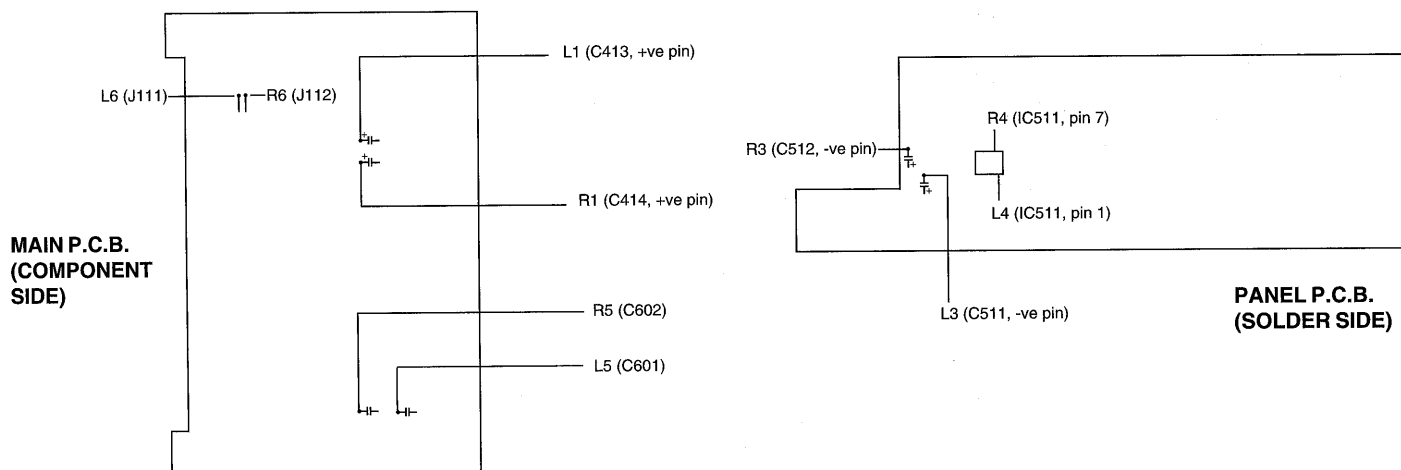 L1 (C413, +ve pin)
L6 (J111)
R6 (J112)
+
+
R1 (C414, +ve pin)
MAIN P.C.B.
(COMPONENT
SIDE)
R5 (C602)
L5 (C601)
R4 (IC511, pin 7)
R3 (C512, -ve pin)
+
+
L4 (IC511, pin 1)
L3 (C511, -ve pin)
PANEL P.C.B.
(SOLDER SIDE)